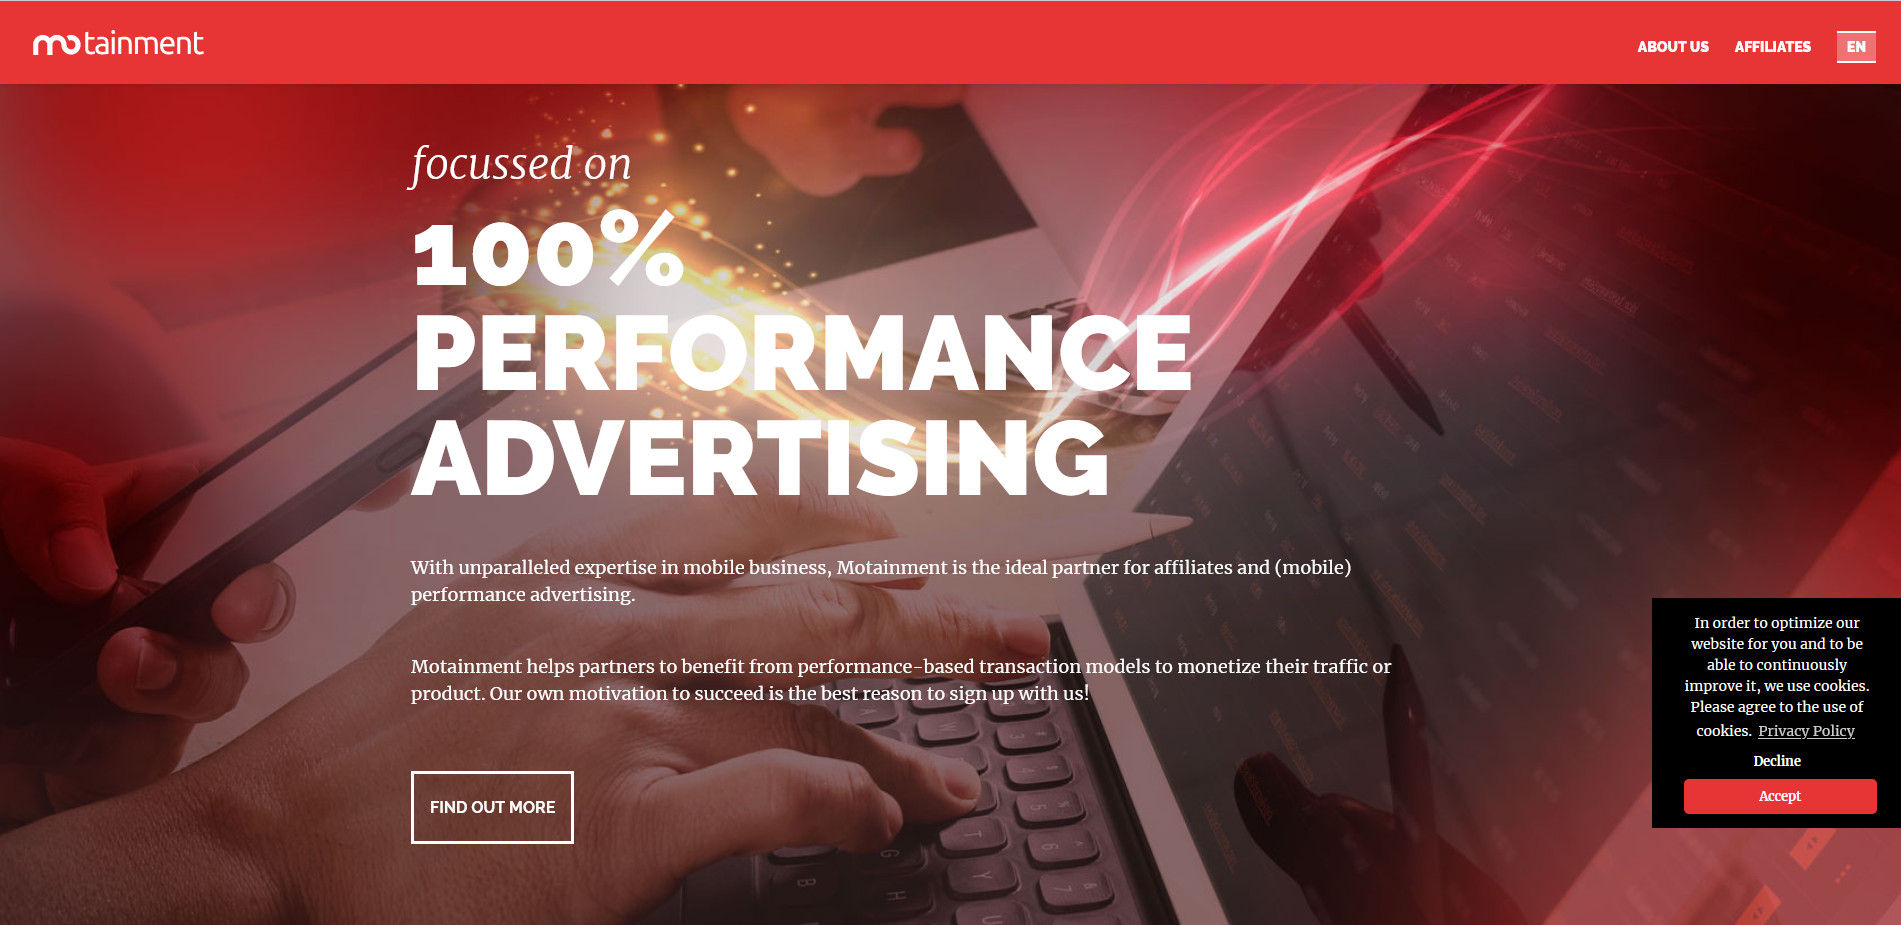 motainment
ABOUT US
AFFILIATES
EN
focussed on
100%
PERFORMANCE
ADVERTISING
With unparalleled expertise in mobile business, Motainment is the ideal partner for affiliates and (mobile)
performance advertising.
Motainment helps partners to benefit from performance-based transaction models to monetize their traffic or
product. Our own motivation to succeed is the best reason to sign up with us!
FIND OUT MORE
In order to optimize our
website for you and to be
able to continuously
improve it, we use cookies.
Please agree to the use of
cookies. Privacy Policy
Decline
Accept